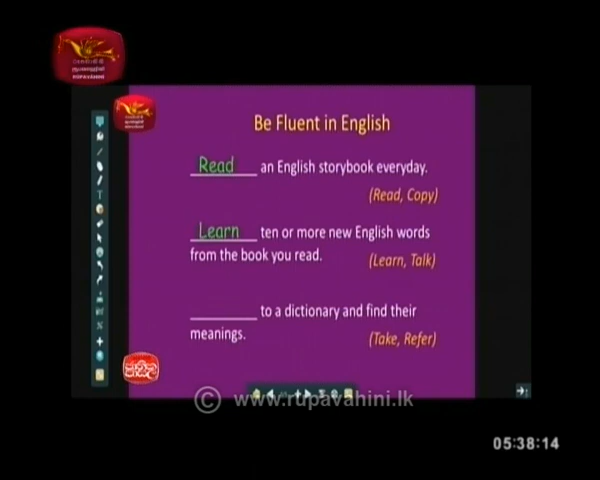 RUPAVAHINI
Be Fluent in English
Read an English storybook everyday.
(Read, Copy)
Learn ten or more new English words
from the book you read. (Learn, Talk)
_________ to a dictionary and find their
meanings. (Take, Refer)
© www.rupavahini.lk
05:38:14